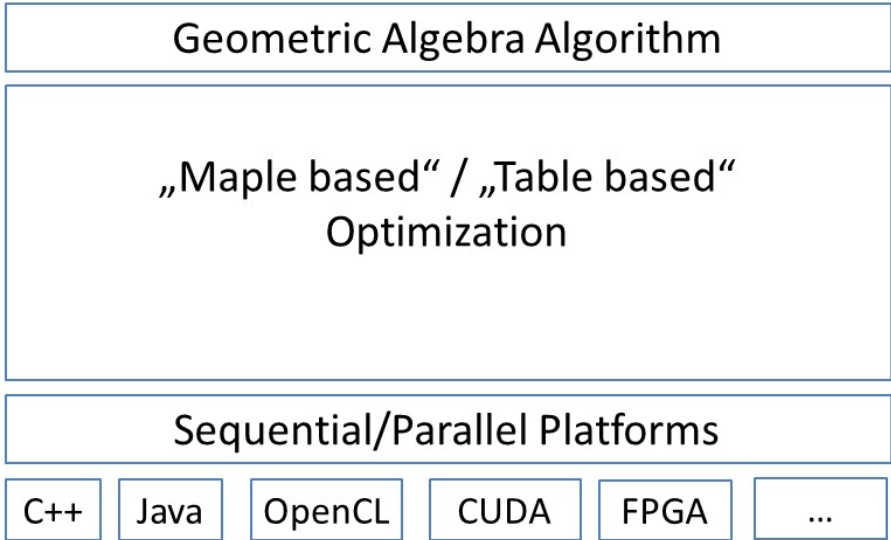 Geometric Algebra Algorithm
„Maple based“ / „Table based“
Optimization
Sequential/Parallel Platforms
C++ Java OpenCL CUDA FPGA ...